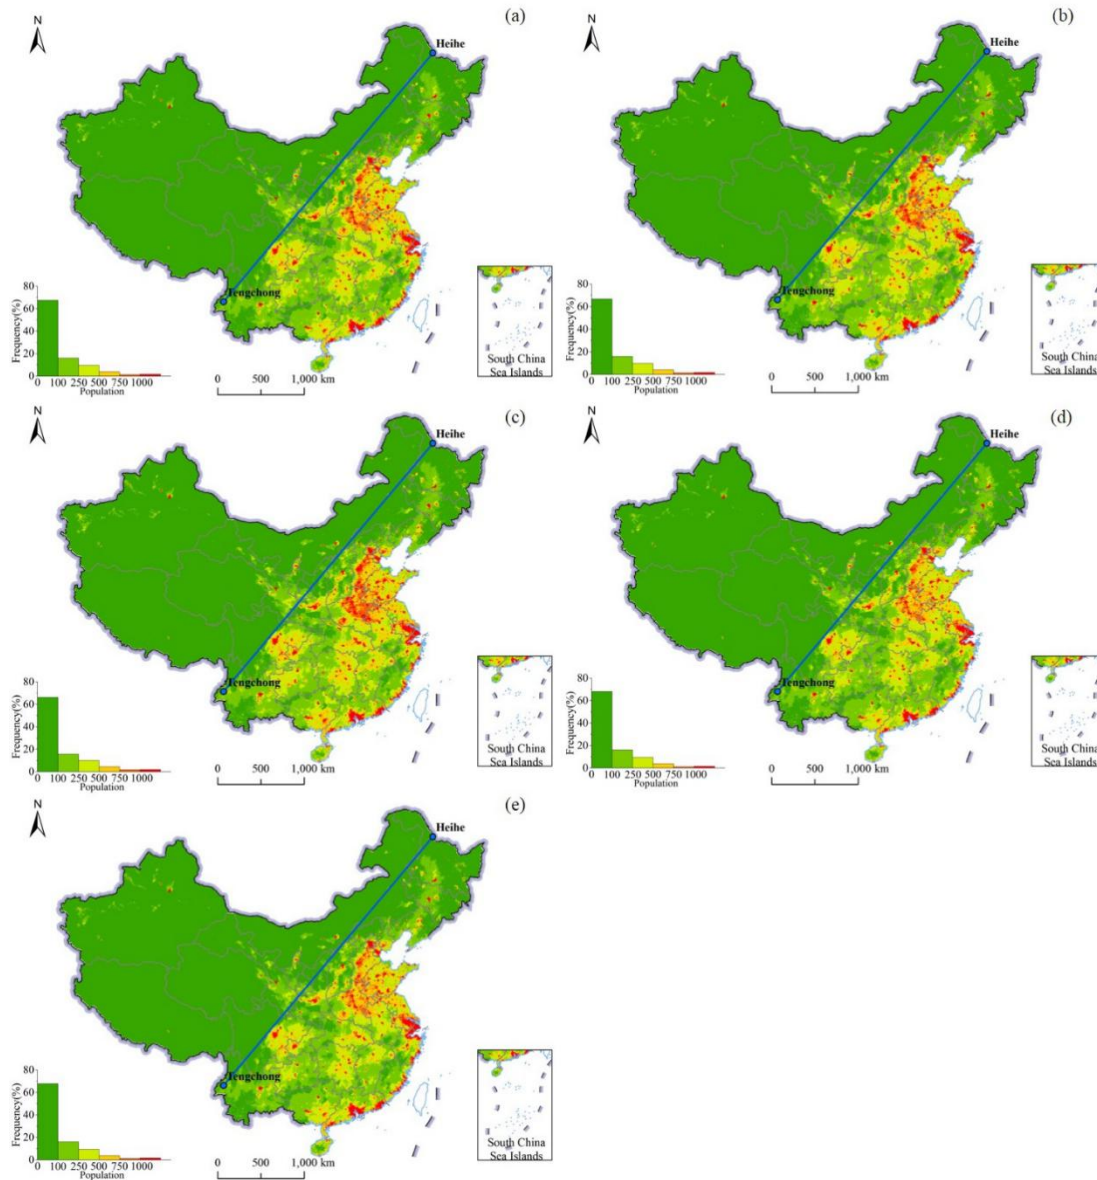 (a)
N
Heihe
Tengchong
80
60
40
20
0
Frequency(%)
0 100 250 500 750 1000
Population
0 500 1,000 km
South China
Sea Islands
(b)
N
Heihe
Tengchong
80
60
40
20
0
Frequency(%)
0 100 250 500 750 1000
Population
0 500 1,000 km
South China
Sea Islands
(c)
N
Heihe
Tengchong
80
60
40
20
0
Frequency(%)
0 100 250 500 750 1000
Population
0 500 1,000 km
South China
Sea Islands
(d)
N
Heihe
Tengchong
80
60
40
20
0
Frequency(%)
0 100 250 500 750 1000
Population
0 500 1,000 km
South China
Sea Islands
(e)
N
Heihe
Tengchong
80
60
40
20
0
Frequency(%)
0 100 250 500 750 1000
Population
0 500 1,000 km
South China
Sea Islands